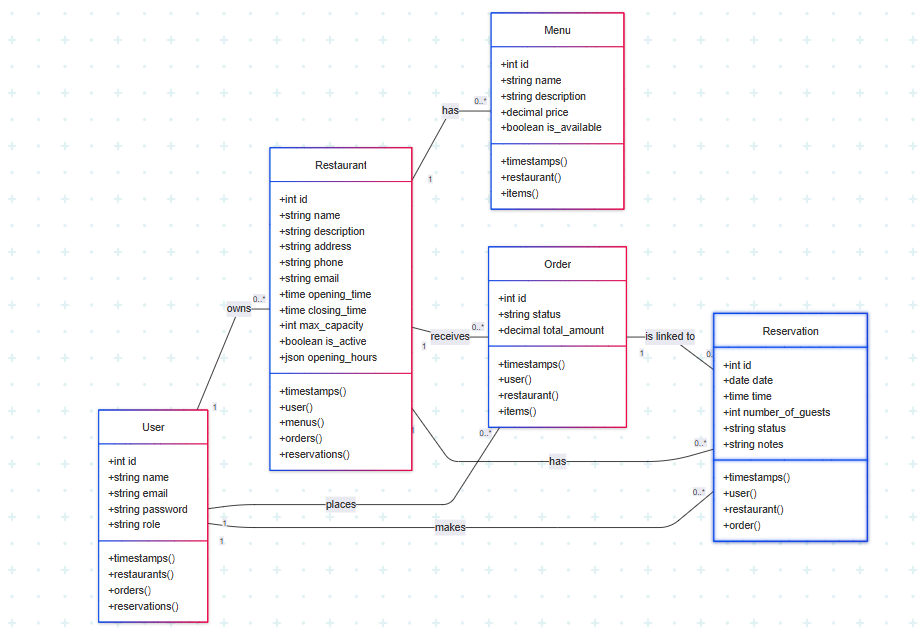 Menu
+int id
+string name
+string description
+decimal price
+boolean is_available
+timestamps()
+restaurant()
+items()
has
0..*
1
Restaurant
+int id
+string name
+string description
+string address
+string phone
+string email
+time opening_time
+time closing_time
+int max_capacity
+boolean is_active
+json opening_hours
+timestamps()
+user()
+menus()
+orders()
+reservations()
owns
0..*
1
receives
0..*
1
Order
+int id
+string status
+decimal total_amount
+timestamps()
+user()
+restaurant()
+items()
is linked to
1
0..
Reservation
+int id
+date date
+time time
+int number_of_guests
+string status
+string notes
+timestamps()
+user()
+restaurant()
+order()
has
1
0..*
User
+int id
+string name
+string email
+string password
+string role
+timestamps()
+restaurants()
+orders()
+reservations()
places
1
0..*
makes
1
0..*